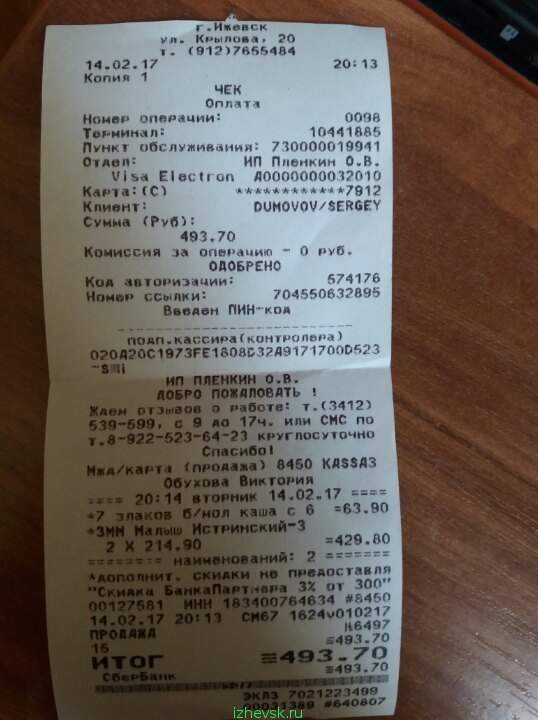 г.Ижевск
ул. Крылова, 20
т. (912)7655484
14.02.17 20:13
Копия 1
ЧЕК
Оплата
Номер операции: 0098
Терминал: 10441885
Пункт обслуживания: 730000019941
Отдел: ИП Пленкин О.В.
Visa Electron A0000000032010
Карта:(C) ************7912
Клиент: DUMOVOV/SERGEY
Сумма (Руб):
493.70
Комиссия за операцию - 0 руб.
ОДОБРЕНО
Код авторизации: 574176
Номер ссылки: 704550632895
Введен ПИН-код
подп.кассира(контролера)
020A20C1973FE1808D32A9171700D523
ИП ПЛЕНКИН О.В.
ДОБРО ПОЖАЛОВАТЬ !
Ждем отзывов о работе: т.(3412)
539-599, с 9 до 17ч. или СМС по
т.8-922-523-64-23 круглосуточно
Спасибо!
Мжд/карта (продажа) 8450 KASSA3
Обухова Виктория
==== 20:14 вторник 14.02.17 ====
*7 злаков б/мол каша с 6 =63.90
*ЗММ Малыш Истринский-3
2 X 214.90 =429.80
======== наименований: 2 =======
*дополнит. скидки не предоставля
"Скидка БанкаПартнера 3% от 300"
00127581 ИНН 183400764634 #8450
14.02.17 20:13 СМ67 1624v010217
№6497
ПРОДАЖА ≡493.70
16
ИТОГ ≡493.70
СберБанк ≡493.70
ЭКЛЗ 7021223499
00031389 #640807
izhevsk.ru